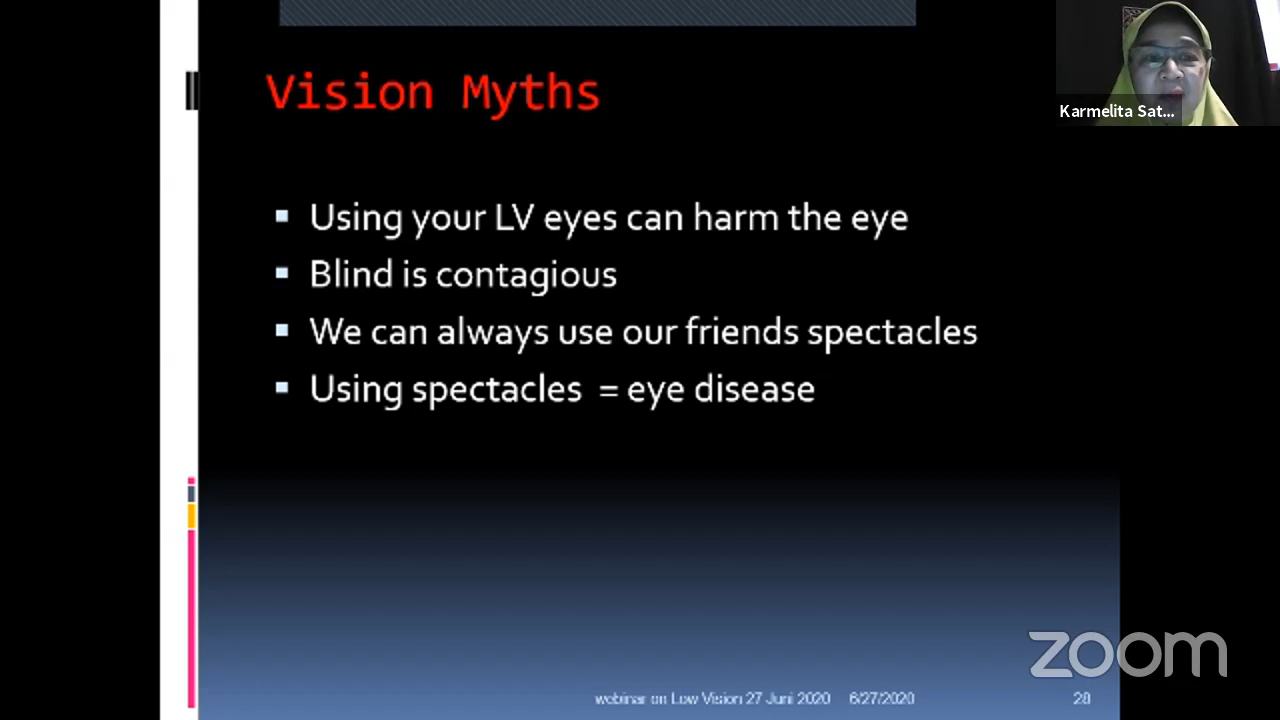 Vision Myths
Karmelita Sat...
Using your LV eyes can harm the eye
Blind is contagious
We can always use our friends spectacles
Using spectacles = eye disease
zoom
webinar on Low Vision 27 Juni 2020 6/27/2020 28